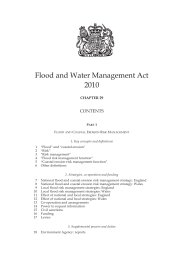 Flood and Water Management Act
2010
CHAPTER 29
CONTENTS
PART 1
FLOOD AND COASTAL EROSION RISK MANAGEMENT
1. Key concepts and definitions
1 "Flood" and "coastal erosion"
2 "Risk"
3 "Risk management"
4 "Flood risk management function"
5 "Coastal erosion risk management function"
6 Other definitions
2. Strategies, co-operation and funding
7 National flood and coastal erosion risk management strategy: England
8 National flood and coastal erosion risk management strategy: Wales
9 Local flood risk management strategies: England
10 Local flood risk management strategies: Wales
11 Effect of national and local strategies: England
12 Effect of national and local strategies: Wales
13 Co-operation and arrangements
14 Power to request information
15 Civil sanctions
16 Funding
17 Levies
3. Supplemental powers and duties
18 Environment Agency: reports